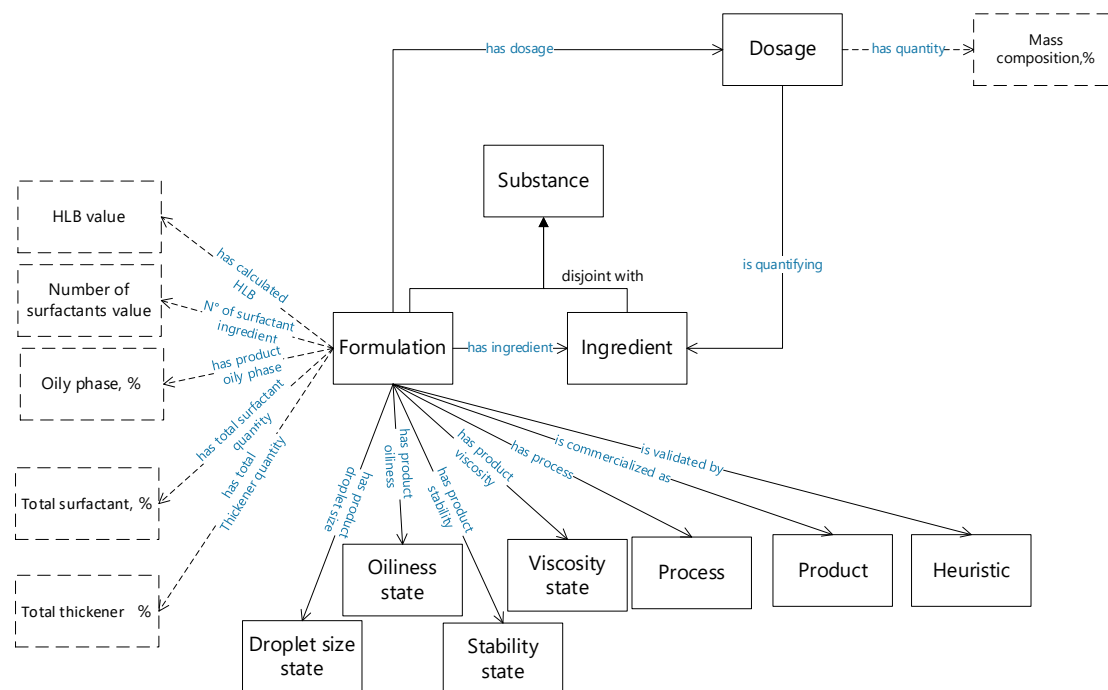 has dosage
Dosage
has quantity
Mass
composition,%
Substance
HLB value
has calculated
HLB
disjoint with
is quantifying
Number of
surfactants value
N° of surfactant
ingredient
Formulation
has ingredient
Ingredient
Oily phase, %
has product
oily phase
has total surfactant
quantity
has total
Thickener quantity
Total surfactant, %
Total thickener %
has product
droplet size
has product
oiliness
has product
stability
has product
viscosity
has process
is commercialized as
is validated by
Oiliness
state
Viscosity
state
Process
Product
Heuristic
Droplet size
state
Stability
state